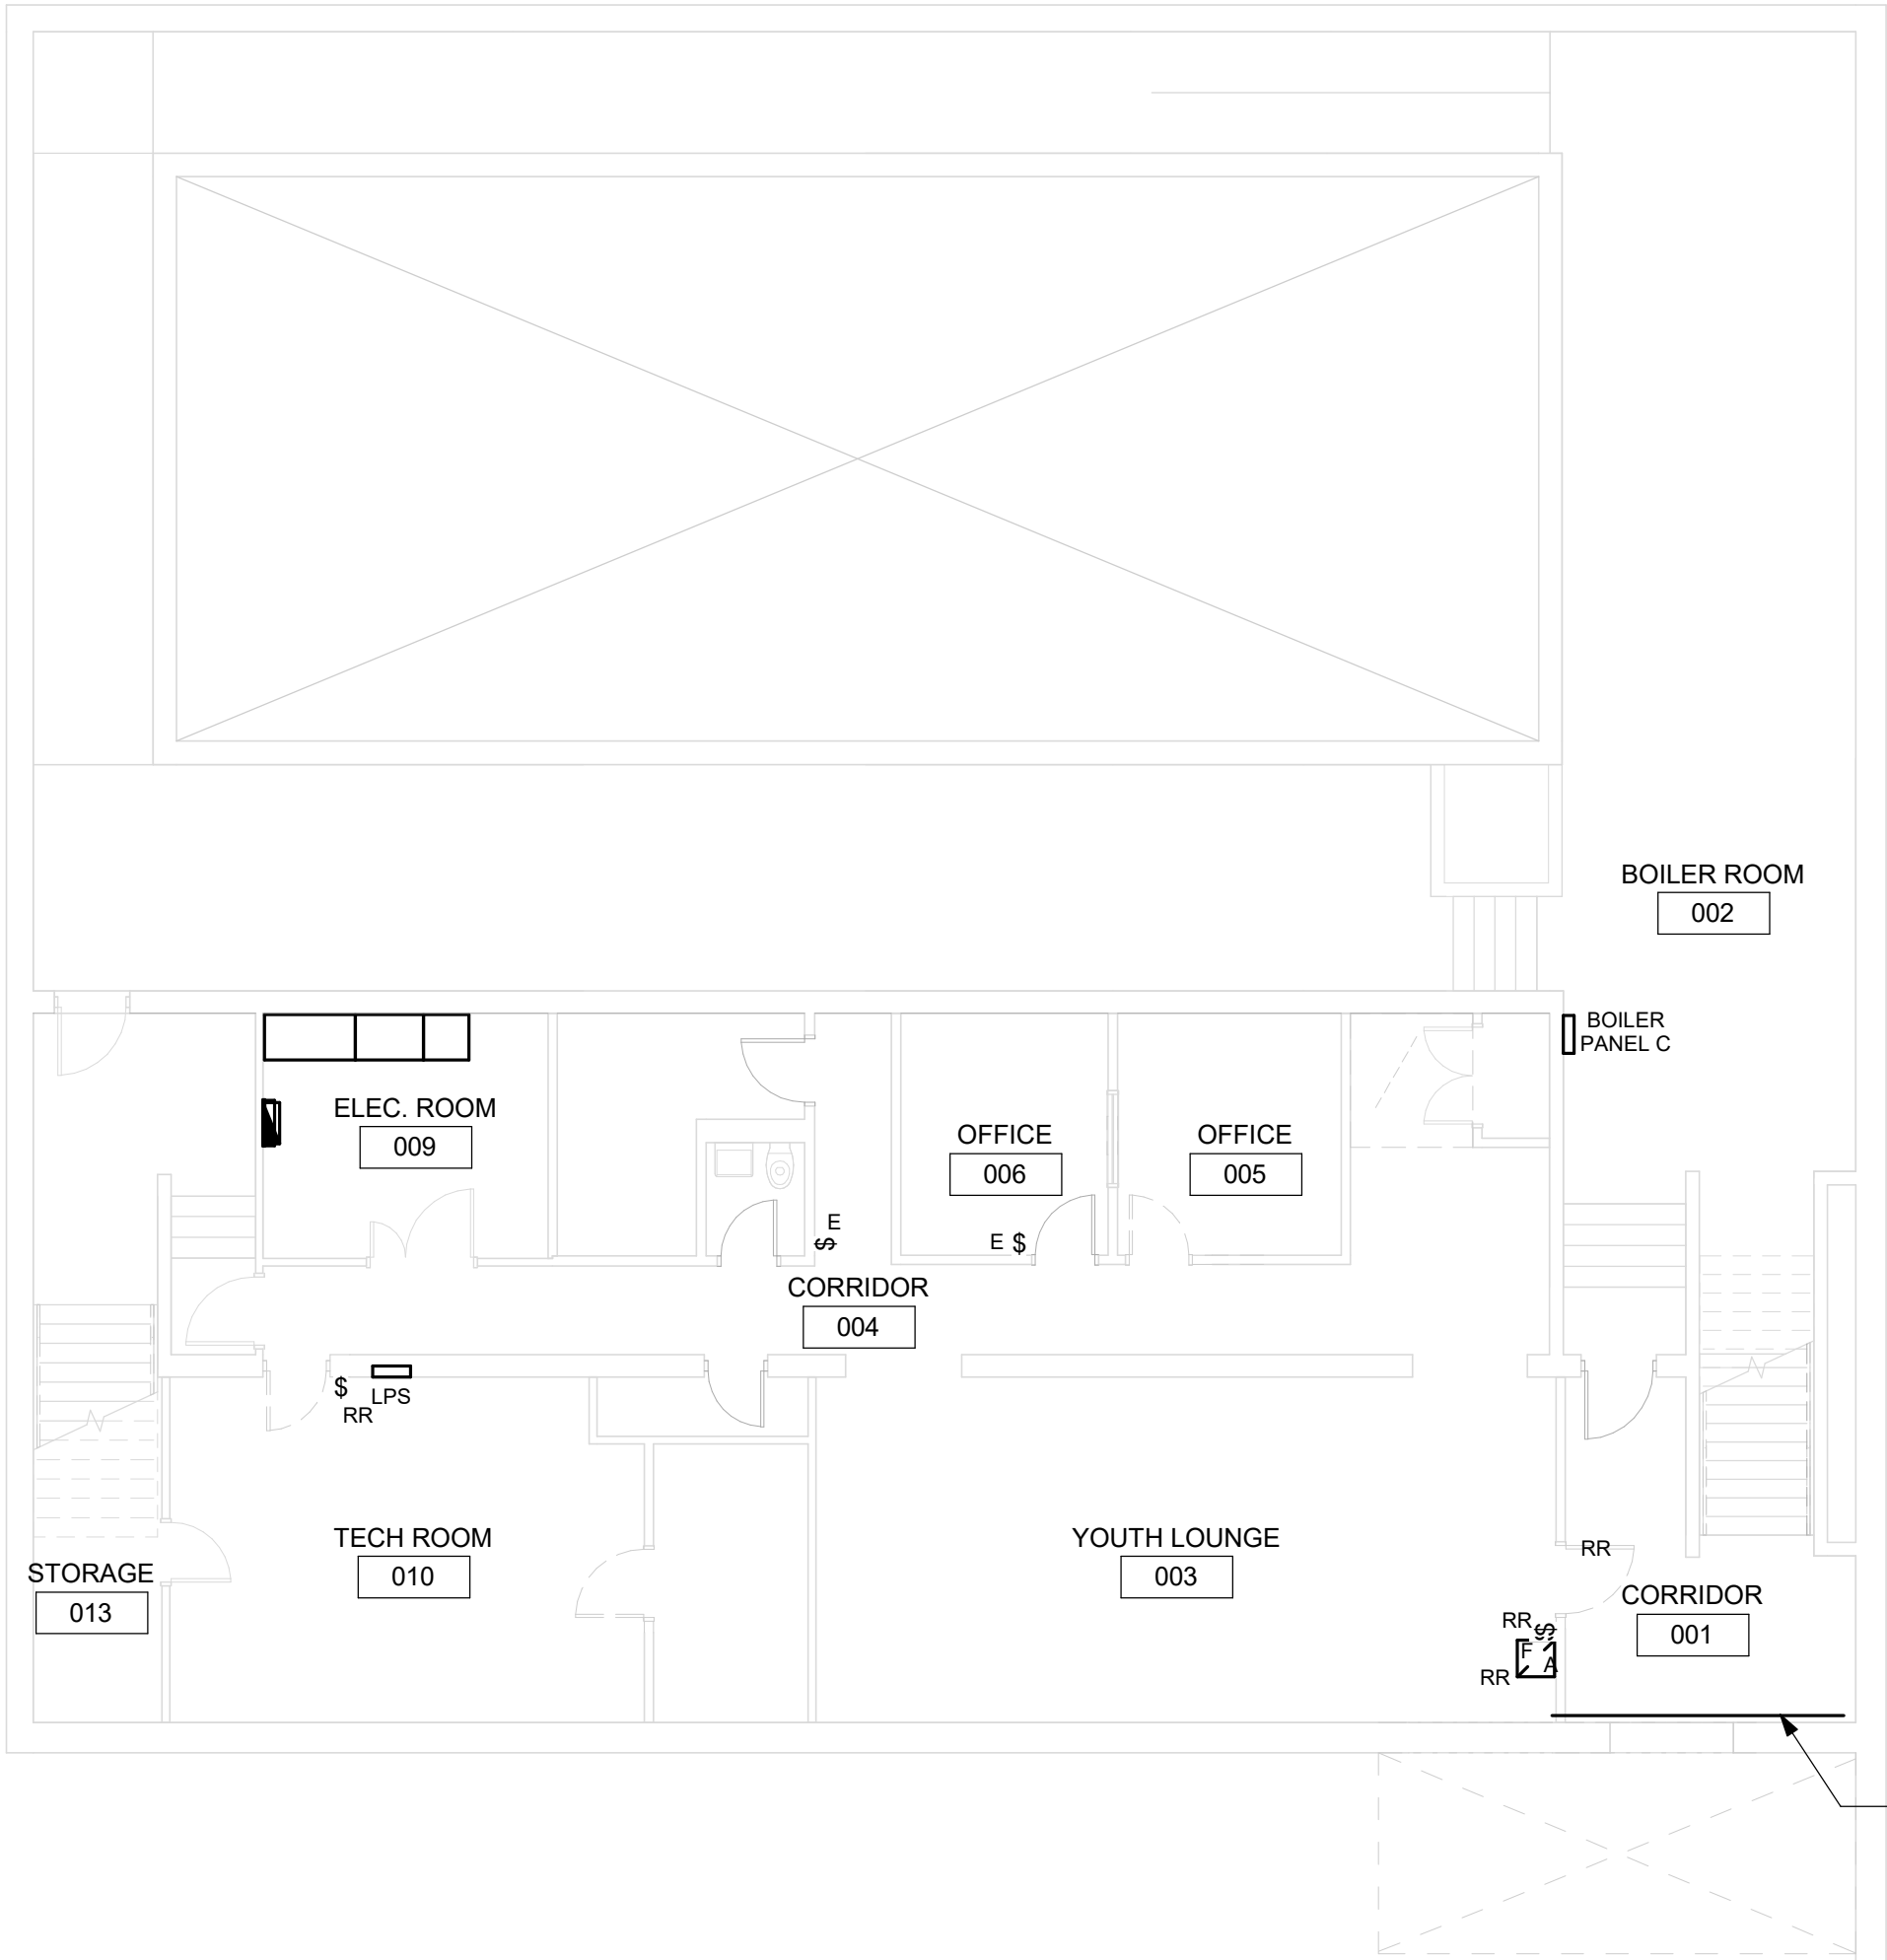 BOILER ROOM
002
BOILER
PANEL C
ELEC. ROOM
009
OFFICE
006
OFFICE
005
E
$
E $
CORRIDOR
004
$
RR
LPS
TECH ROOM
010
YOUTH LOUNGE
003
STORAGE
013
RR
CORRIDOR
001
RR
$
F
A
RR